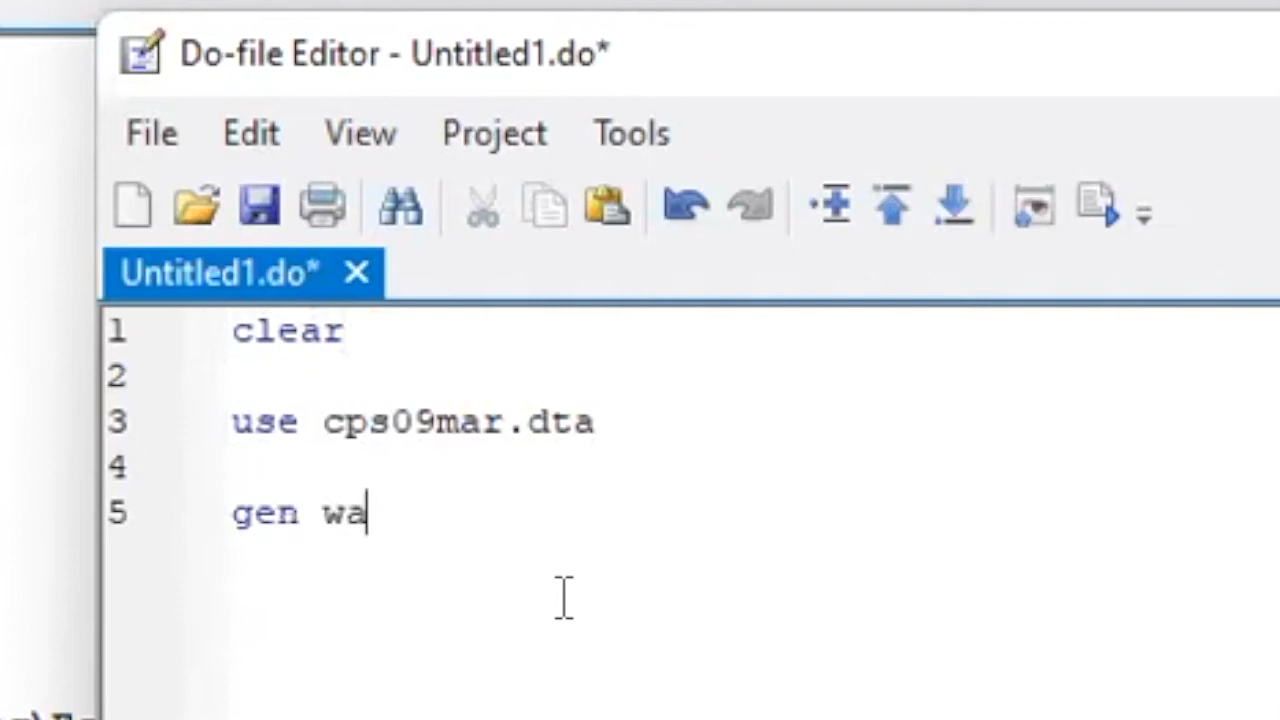 Do-file Editor - Untitled1.do*
File Edit View Project Tools
Untitled1.do* ×
1 clear
2
3 use cps09mar.dta
4
5 gen wa